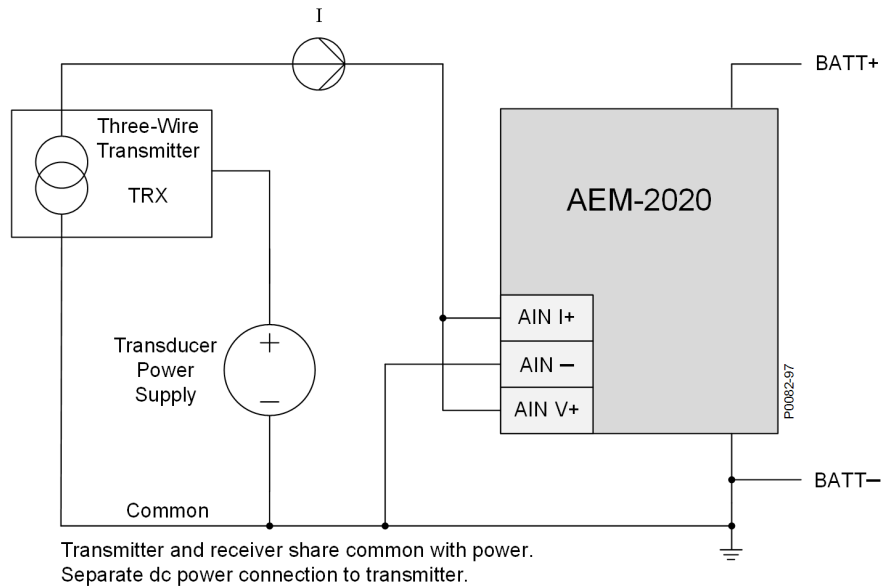 I
BATT+
Three-Wire
Transmitter
TRX
AEM-2020
AIN I+
Transducer
Power
Supply
+
–
AIN –
AIN V+
P0082-97
BATT–
Common
Transmitter and receiver share common with power.
Separate dc power connection to transmitter.